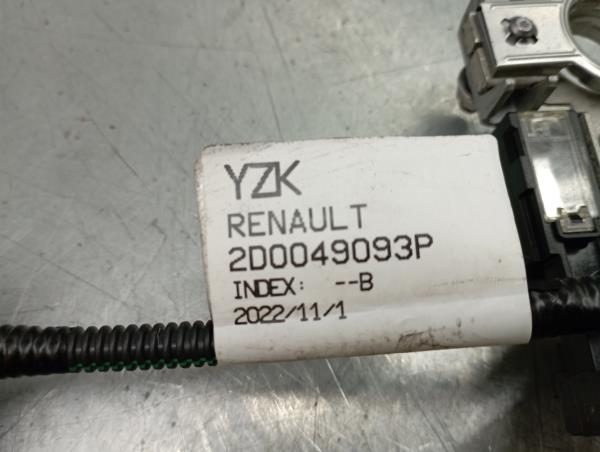 YZK
RENAULT
2D0049093P
INDEX: --B
2022/11/1